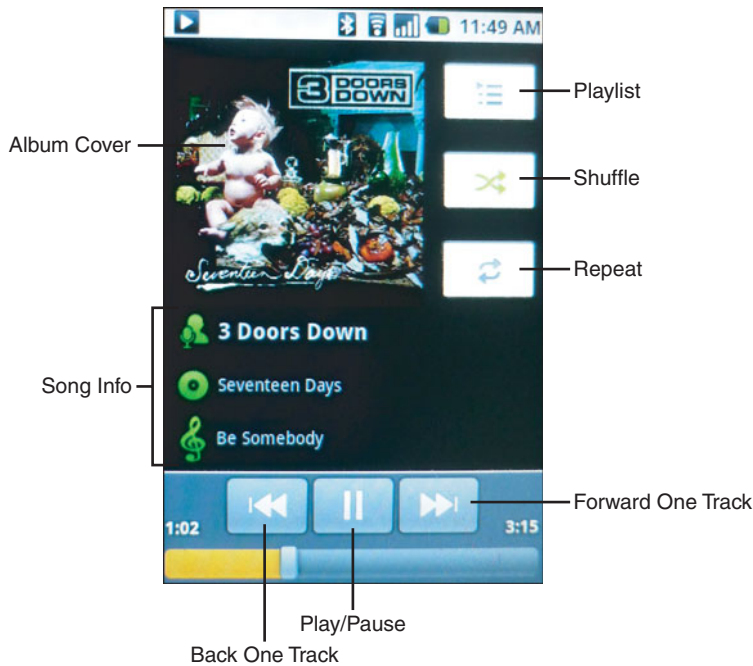 11:49 AM
3 DOORS DOWN
Playlist
Album Cover
Shuffle
Seventeen Days
Repeat
3 Doors Down
Song Info
Seventeen Days
Be Somebody
Forward One Track
1:02
3:15
Play/Pause
Back One Track